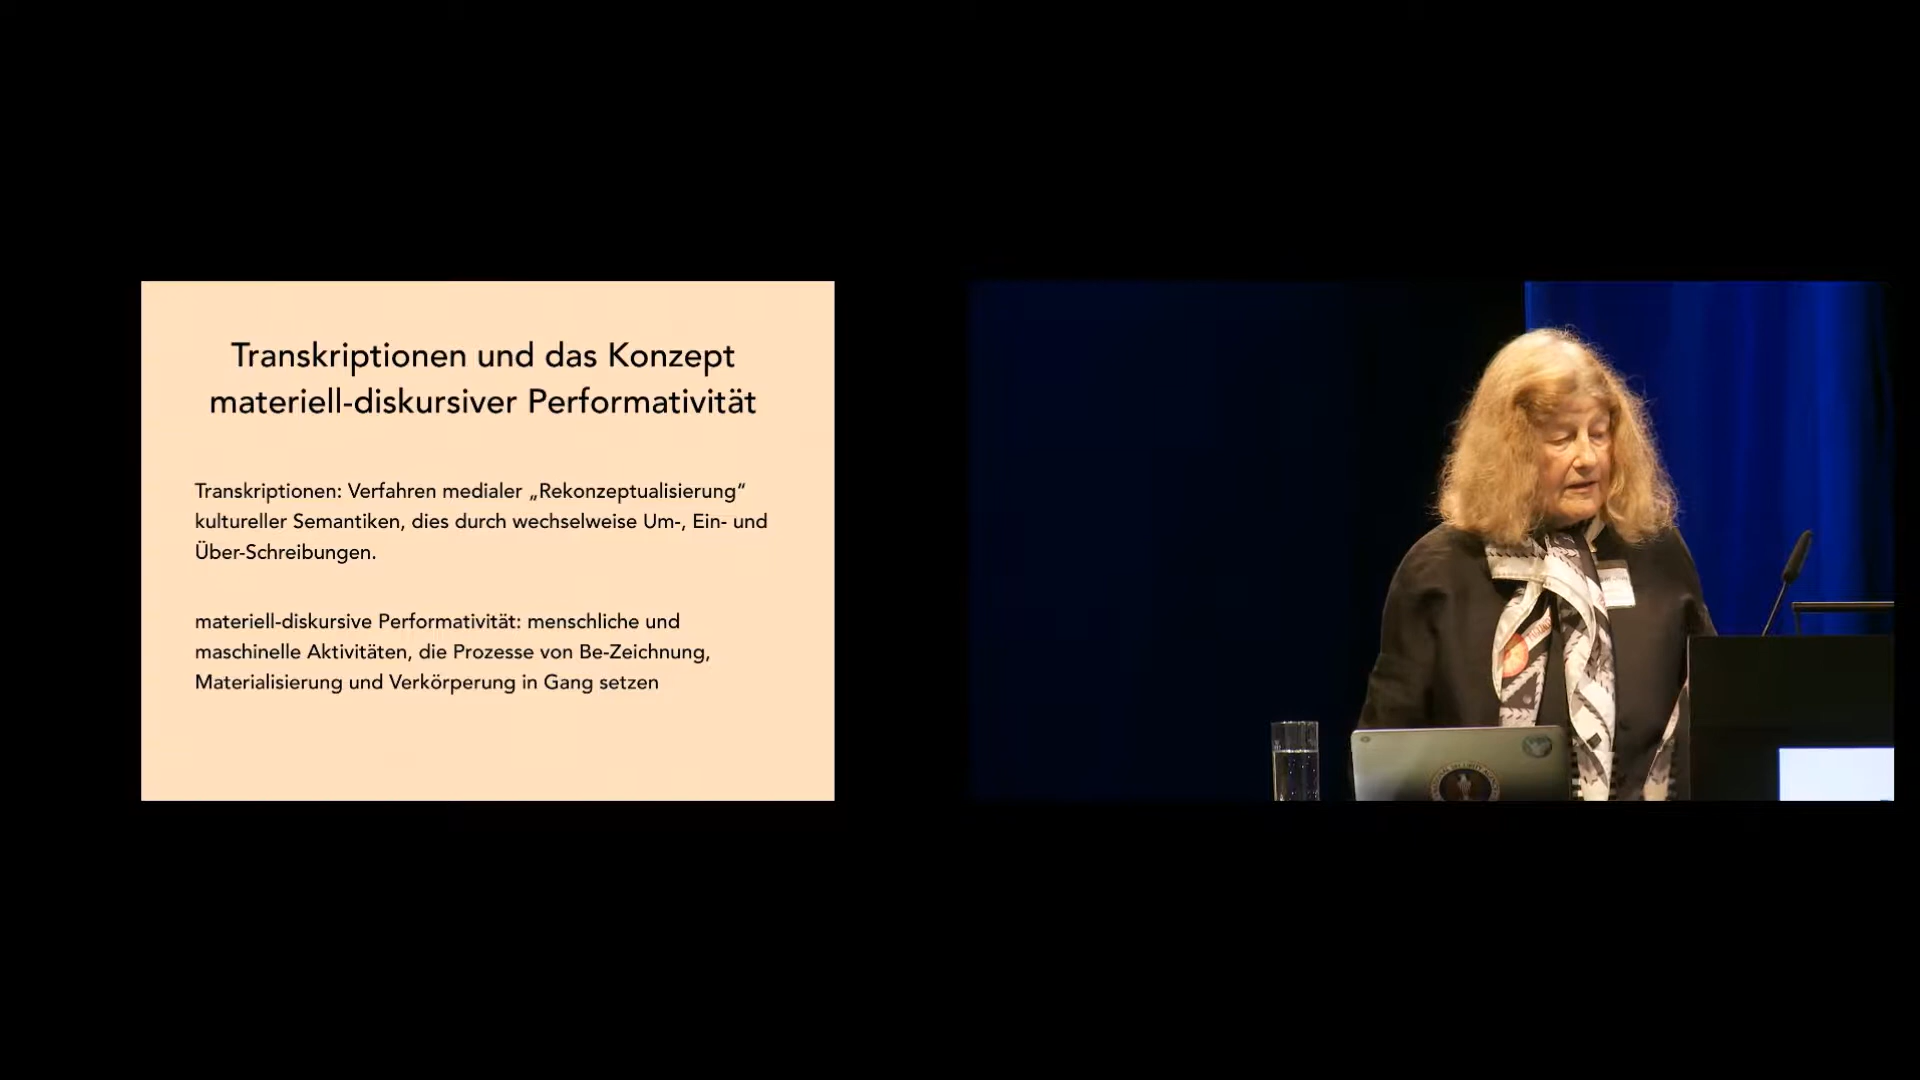 Transkriptionen und das Konzept
materiell-diskursiver Performativität
Transkriptionen: Verfahren medialer „Rekonzeptualisierung“
kultureller Semantiken, dies durch wechselweise Um-, Ein- und
Über-Schreibungen.
materiell-diskursive Performativität: menschliche und
maschinelle Aktivitäten, die Prozesse von Be-Zeichnung,
Materialisierung und Verkörperung in Gang setzen